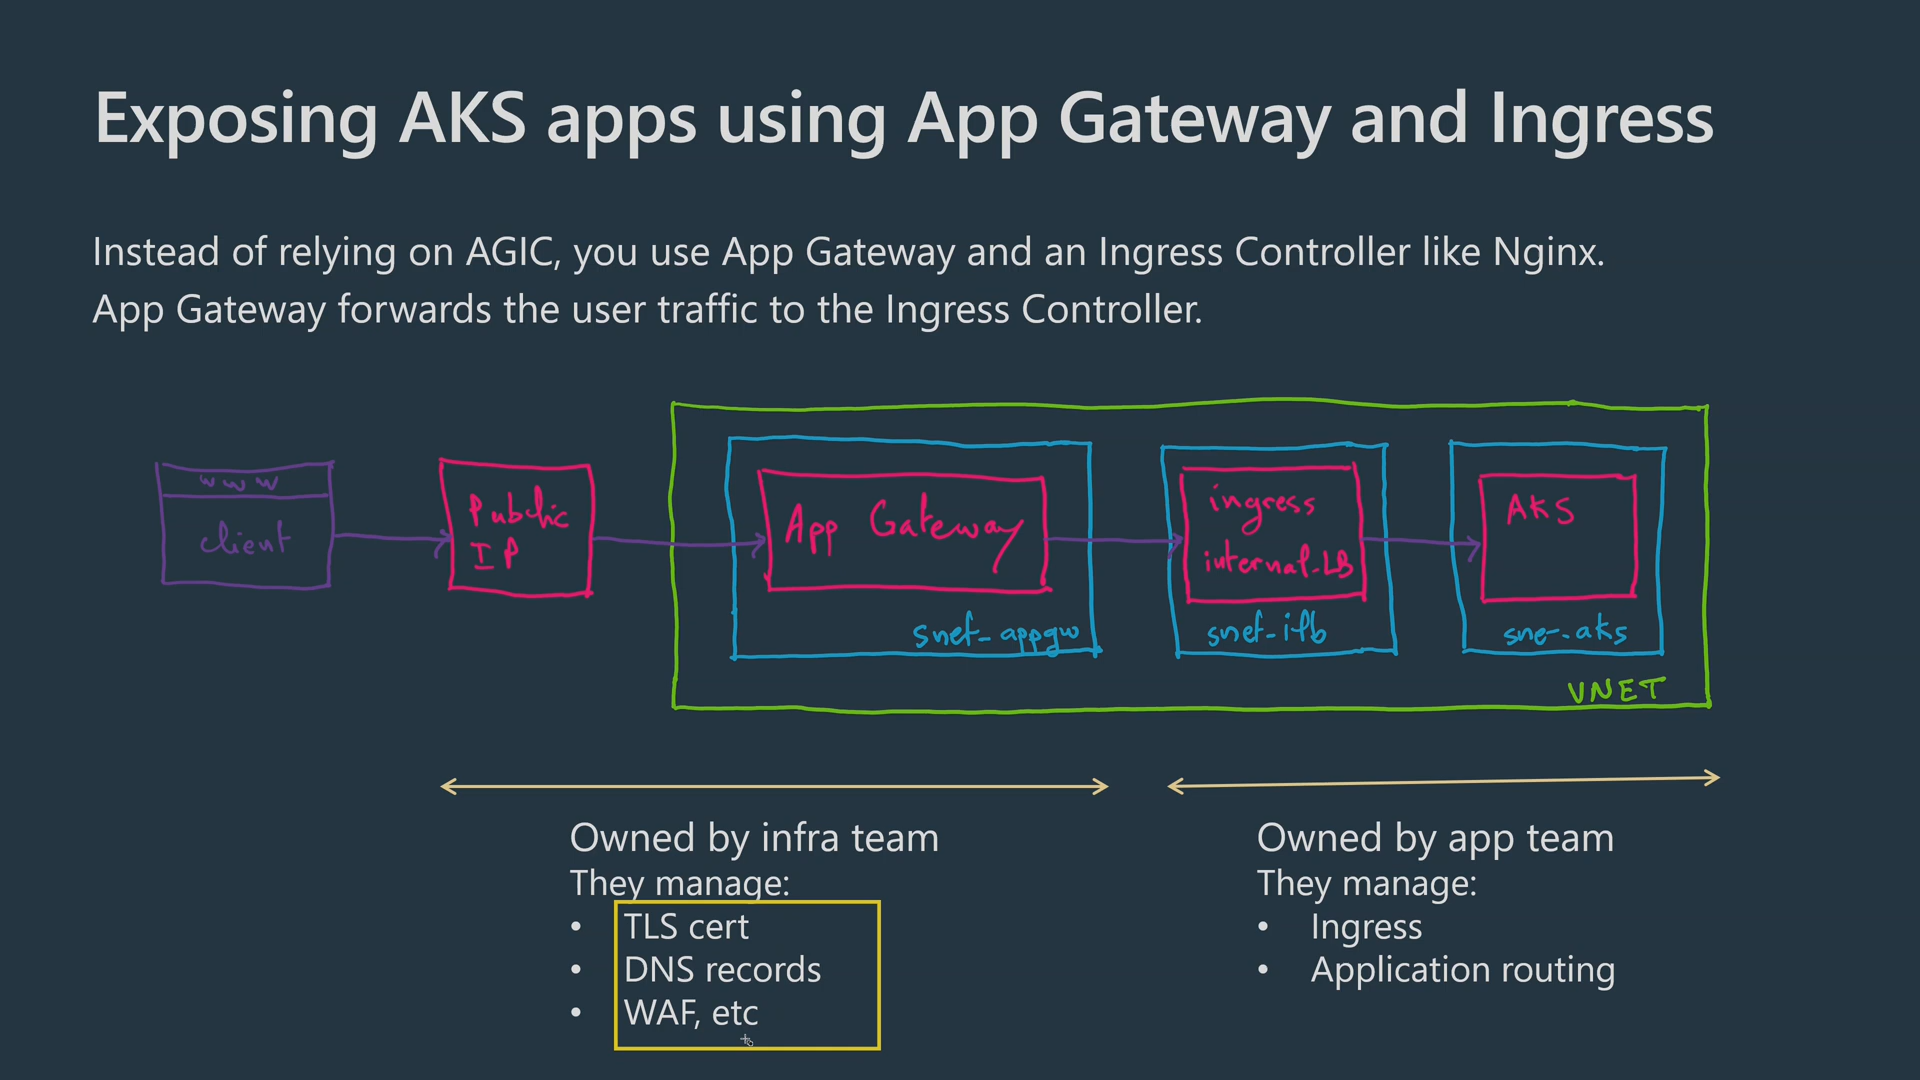 Exposing AKS apps using App Gateway and Ingress
Instead of relying on AGIC, you use App Gateway and an Ingress Controller like Nginx.
App Gateway forwards the user traffic to the Ingress Controller.
www
client
Public
IP
App Gateway
snet-appgw
ingress
internal-LB
snet-ilb
AKS
sne-.aks
VNET
Owned by infra team
They manage:
• TLS cert
• DNS records
• WAF, etc
Owned by app team
They manage:
• Ingress
• Application routing